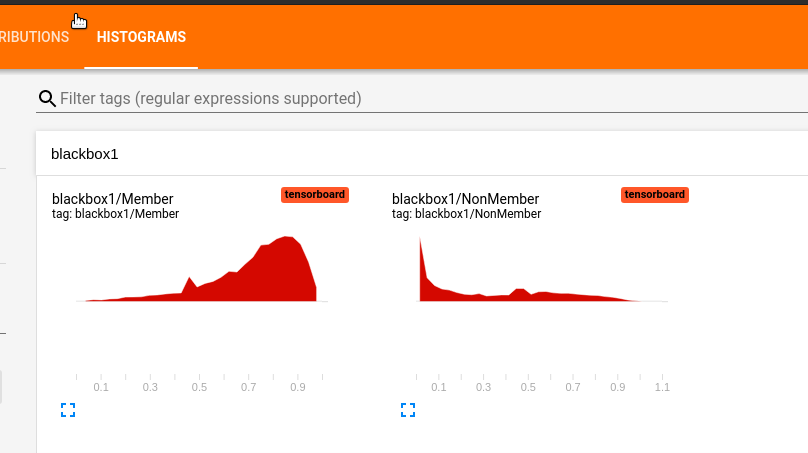 RIBUTIONS HISTOGRAMS
Filter tags (regular expressions supported)
blackbox1
blackbox1/Member tensorboard
tag: blackbox1/Member
0.1 0.3 0.5 0.7 0.9
blackbox1/NonMember tensorboard
tag: blackbox1/NonMember
0.1 0.3 0.5 0.7 0.9 1.1